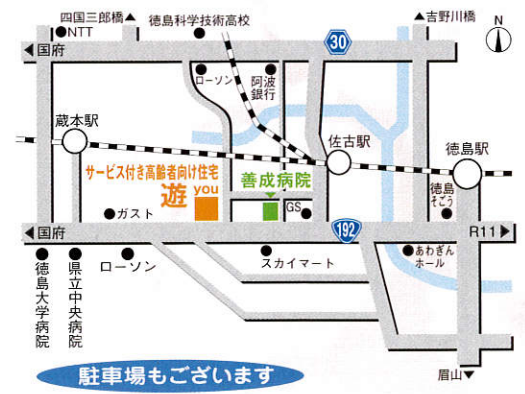 四国三郎橋▲
●NTT
徳島科学技術高校
▲吉野川橋
N
◀国府
30
ローソン
阿波
銀行
蔵本駅
佐古駅
徳島駅
サービス付き高齢者向け住宅
遊 you
善成病院
徳島
そごう
ガスト
GS
◀国府
192
R11▶
徳島大学病院
県立中央病院
ローソン
スカイマート
あわぎん
ホール
眉山▼
駐車場もございます